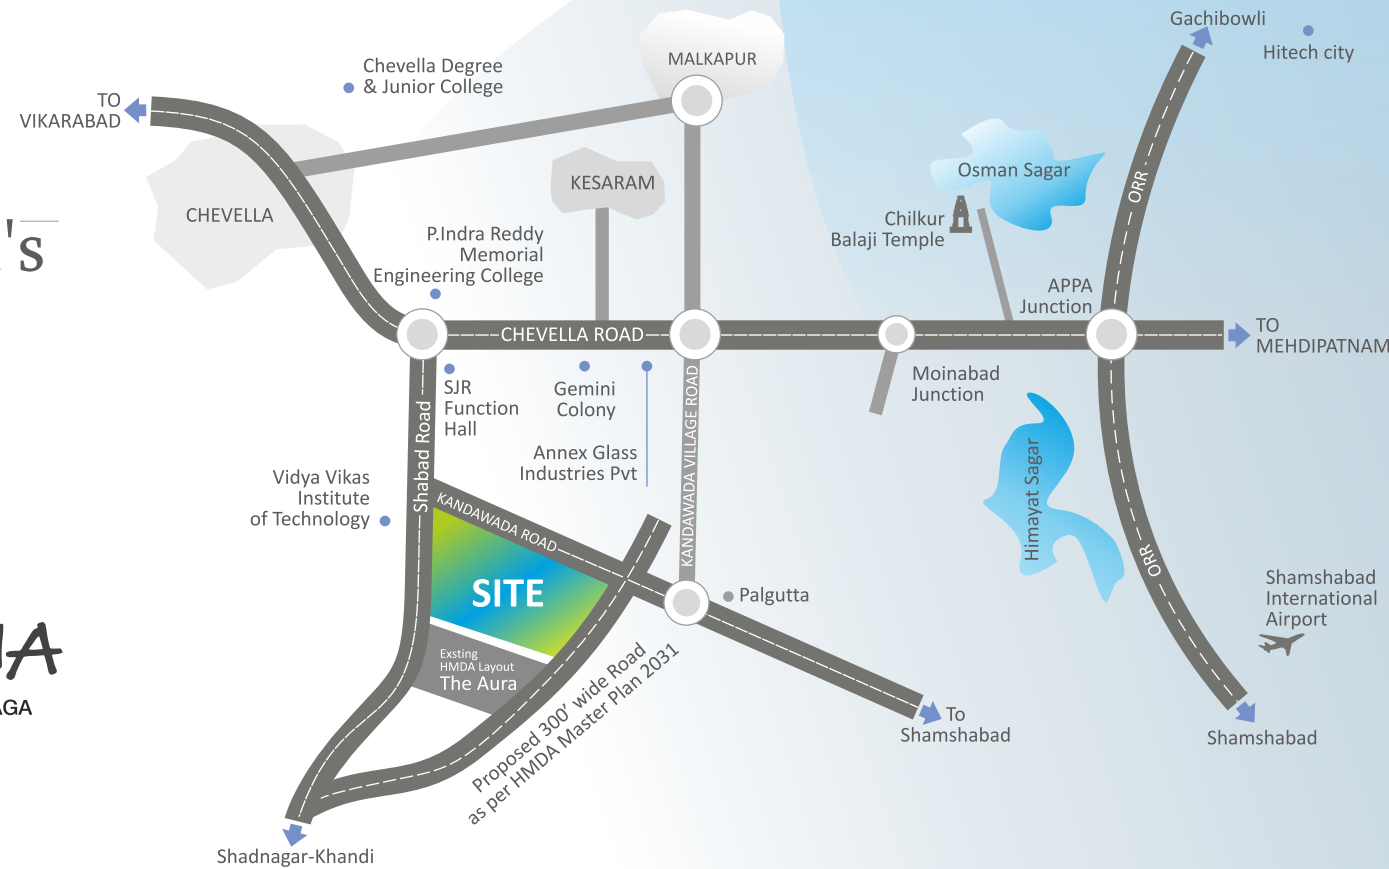 Gachibowli
Hitech city
MALKAPUR
Chevella Degree
& Junior College
TO
VIKARABAD
Osman Sagar
ORR
KESARAM
CHEVELLA
Chilkur
Balaji Temple
P.Indra Reddy
Memorial
Engineering College
's
APPA
Junction
CHEVELLA ROAD
TO
MEHDIPATNAM
Moinabad
Junction
SJR
Function
Hall
Gemini
Colony
Shabad Road
KANDAWADA VILLAGE ROAD
Annex Glass
Industries Pvt
Himayat Sagar
Vidya Vikas
Institute
of Technology
KANDAWADA ROAD
ORR
SITE
Palgutta
Shamshabad
International
Airport
Exsting
HMDA Layout
The Aura
Proposed 300' wide Road
as per HMDA Master Plan 2031
To
Shamshabad
Shamshabad
Shadnagar-Khandi